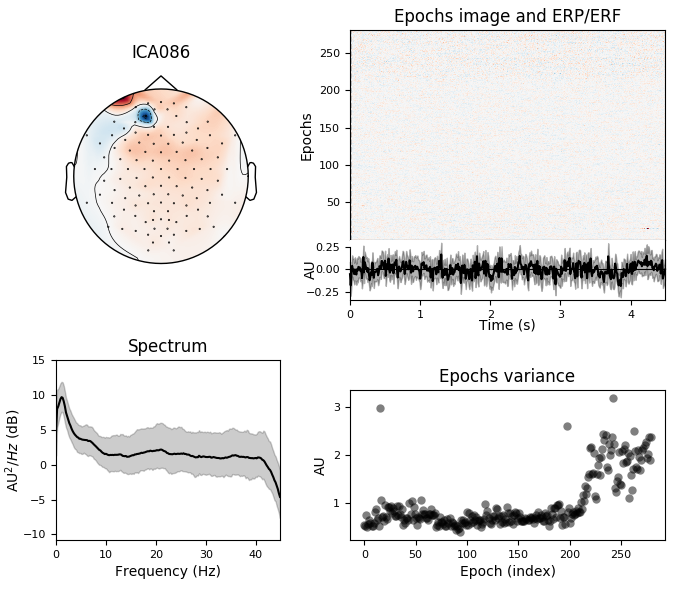 ICA086
Epochs image and ERP/ERF
Epochs
250
200
150
100
50
AU
0.25
0.00
−0.25
0 1 2 3 4
Time (s)
Spectrum
AU²/Hz (dB)
15
10
5
0
−5
−10
0 10 20 30 40
Frequency (Hz)
Epochs variance
AU
3
2
1
0 50 100 150 200 250
Epoch (index)